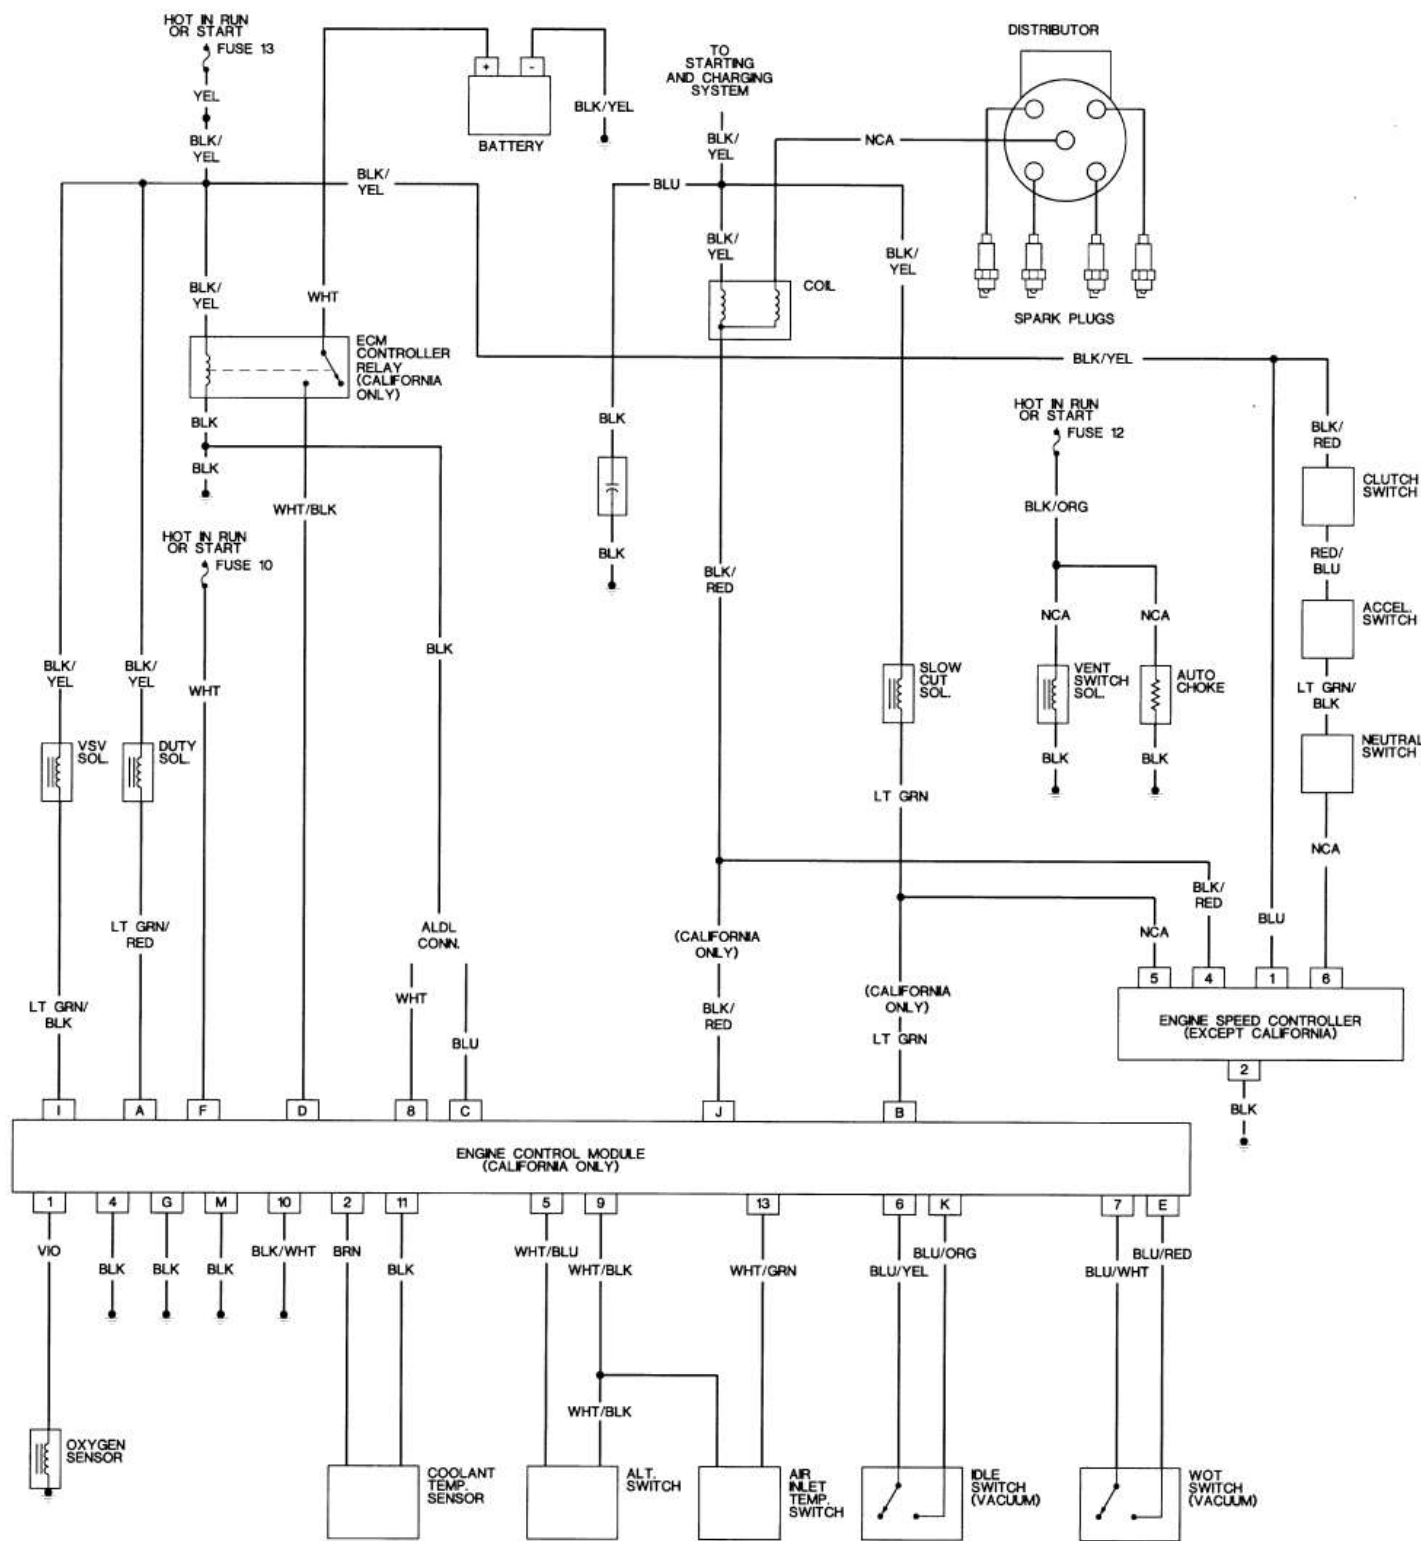 HOT IN RUN
OR START
FUSE 13
YEL
BLK/
YEL
BLK/
YEL
+
-
BATTERY
BLK/YEL
TO
STARTING
AND CHARGING
SYSTEM
BLK/
YEL
BLU
NCA
DISTRIBUTOR
SPARK PLUGS
BLK/
YEL
BLK/
YEL
COIL
BLK/
YEL
WHT
ECM
CONTROLLER
RELAY
(CALIFORNIA
ONLY)
BLK/YEL
BLK
BLK
WHT/BLK
HOT IN RUN
OR START
FUSE 10
BLK
BLK
HOT IN RUN
OR START
FUSE 12
BLK/ORG
BLK/
RED
CLUTCH
SWITCH
RED/
BLU
ACCEL.
SWITCH
LT GRN/
BLK
NEUTRAL
SWITCH
NCA
BLK/
RED
NCA
NCA
BLK/
YEL
BLK/
YEL
WHT
BLK
SLOW
CUT
SOL.
VENT
SWITCH
SOL.
AUTO
CHOKE
VSV
SOL.
DUTY
SOL.
BLK
BLK
LT GRN
LT GRN/
RED
ALDL
CONN.
(CALIFORNIA
ONLY)
BLK/
RED
NCA
BLU
LT GRN/
BLK
WHT
BLU
BLK/
RED
(CALIFORNIA
ONLY)
LT GRN
5
4
1
6
ENGINE SPEED CONTROLLER
(EXCEPT CALIFORNIA)
2
BLK
I
A
F
D
8
C
J
B
ENGINE CONTROL MODULE
(CALIFORNIA ONLY)
1
4
G
M
10
2
11
5
9
13
6
K
7
E
VIO
BLK
BLK
BLK
BLK/WHT
BRN
BLK
WHT/BLU
WHT/BLK
WHT/GRN
BLU/YEL
BLU/ORG
BLU/WHT
BLU/RED
WHT/BLK
OXYGEN
SENSOR
COOLANT
TEMP.
SENSOR
ALT.
SWITCH
AIR
INLET
TEMP.
SWITCH
IDLE
SWITCH
(VACUUM)
WOT
SWITCH
(VACUUM)